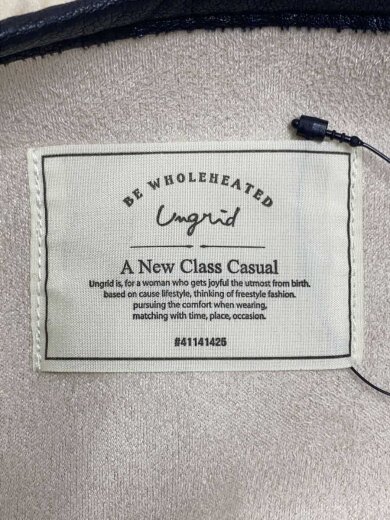 BE WHOLEHEATED
Ungrid
A New Class Casual
Ungrid is, for a woman who gets joyful the utmost from birth.
based on cause lifestyle, thinking of freestyle fashion.
pursuing the comfort when wearing,
matching with time, place, occasion.
#41141425